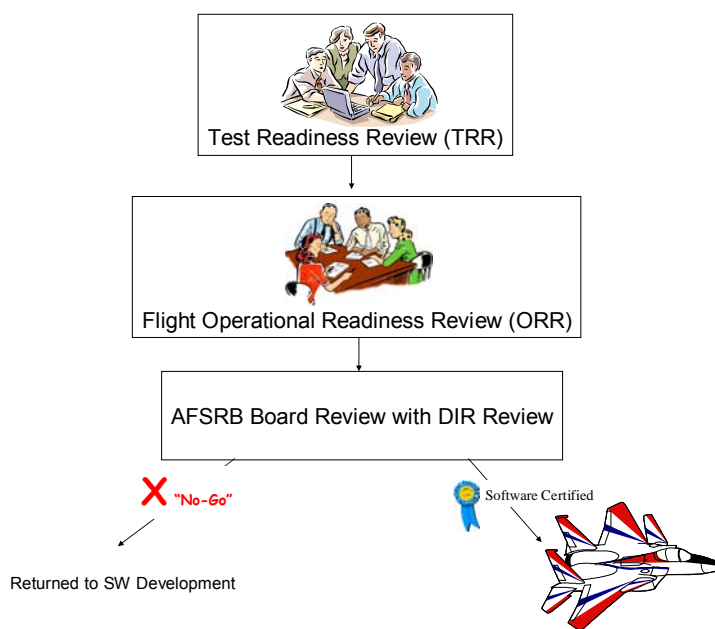 Test Readiness Review (TRR)
Flight Operational Readiness Review (ORR)
AFSRB Board Review with DIR Review
"No-Go"
Software Certified
Returned to SW Development